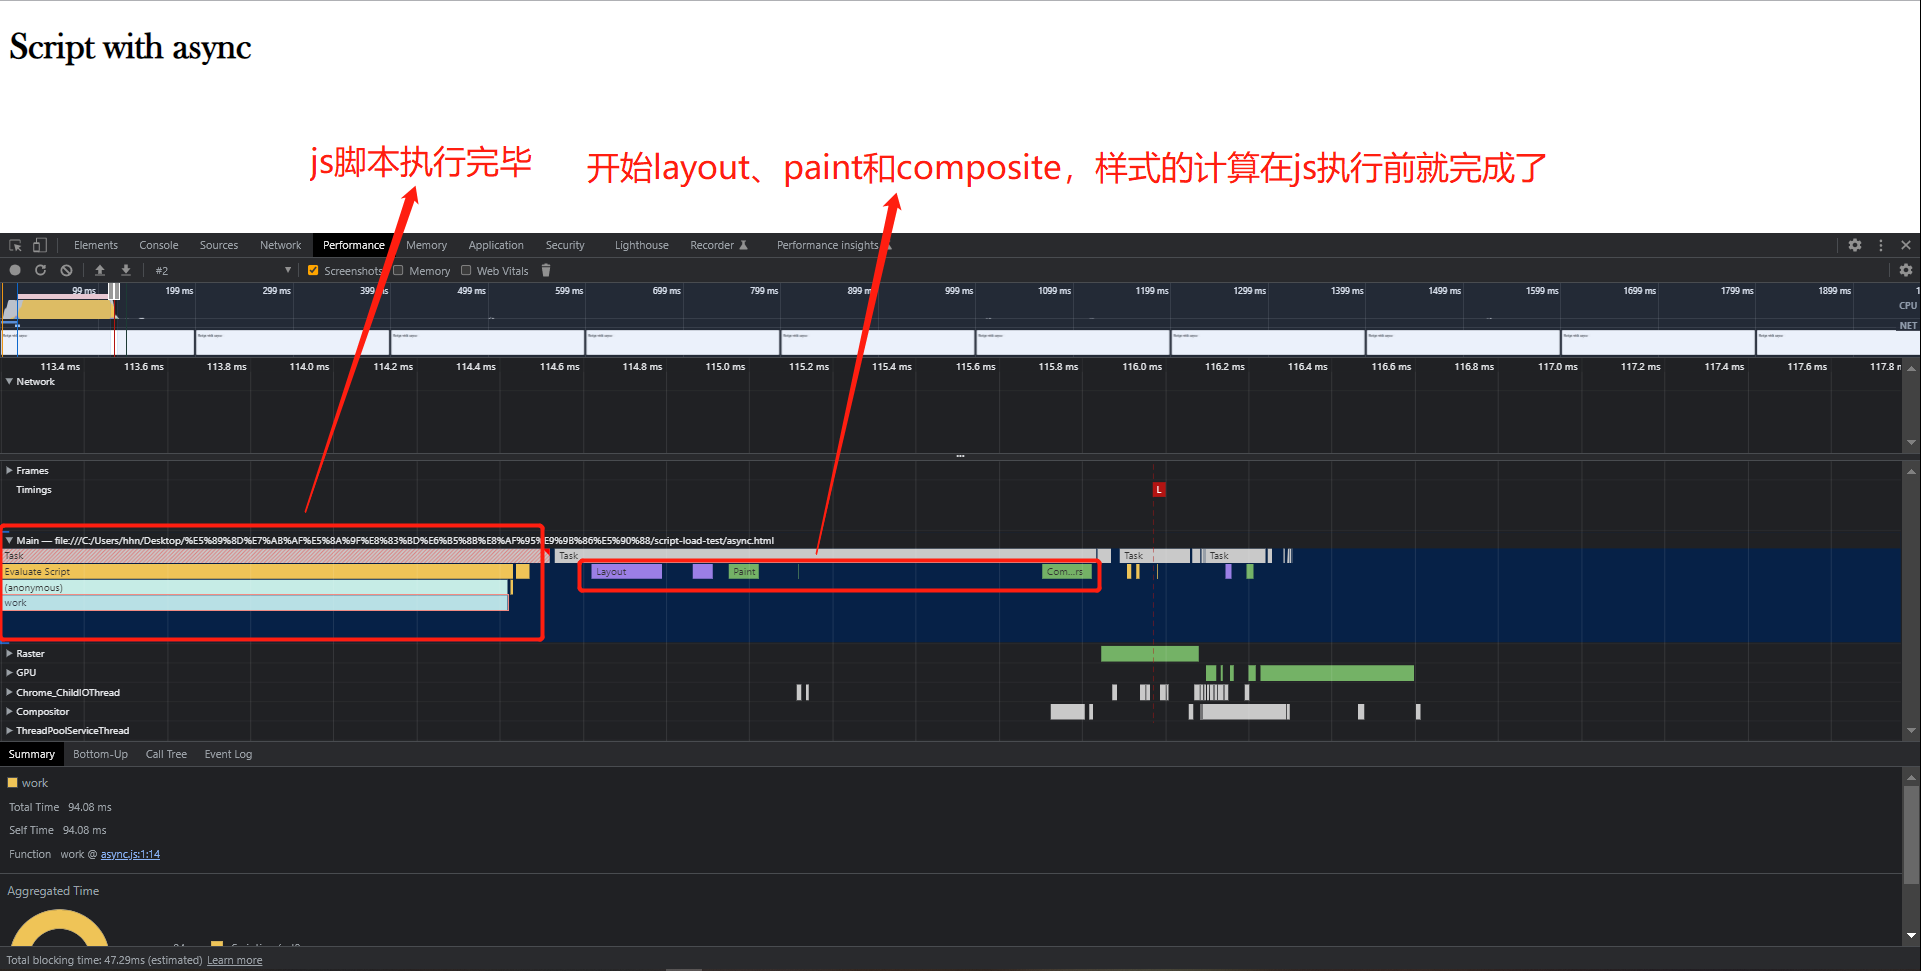 Script with async
js脚本执行完毕
开始layout、paint和composite，样式的计算在js执行前就完成了
Elements Console Sources Network Performance Memory Application Security Lighthouse Recorder Performance insights
#2 Screenshots Memory Web Vitals
99 ms 199 ms 299 ms 399 ms 499 ms 599 ms 699 ms 799 ms 899 ms 999 ms 1099 ms 1199 ms 1299 ms 1399 ms 1499 ms 1599 ms 1699 ms 1799 ms 1899 ms
CPU
NET
113.4 ms 113.6 ms 113.8 ms 114.0 ms 114.2 ms 114.4 ms 114.6 ms 114.8 ms 115.0 ms 115.2 ms 115.4 ms 115.6 ms 115.8 ms 116.0 ms 116.2 ms 116.4 ms 116.6 ms 116.8 ms 117.0 ms 117.2 ms 117.4 ms 117.6 ms 117.8
Network
Frames
Timings
L
Main — file:///C:/Users/hhn/Desktop/%E5%89%8D%E7%AB%AF%E5%8A%9F%E8%83%BD%E6%B5%8B%E8%AF%95%E9%9B%86%E5%90%88/script-load-test/async.html
Task Task Task Task
Evaluate Script Layout Paint Com...rs
(anonymous)
work
Raster
GPU
Chrome_ChildIOThread
Compositor
ThreadPoolServiceThread
Summary Bottom-Up Call Tree Event Log
work
Total Time 94.08 ms
Self Time 94.08 ms
Function work @ async.js:1:14
Aggregated Time
Total blocking time: 47.29ms (estimated) Learn more